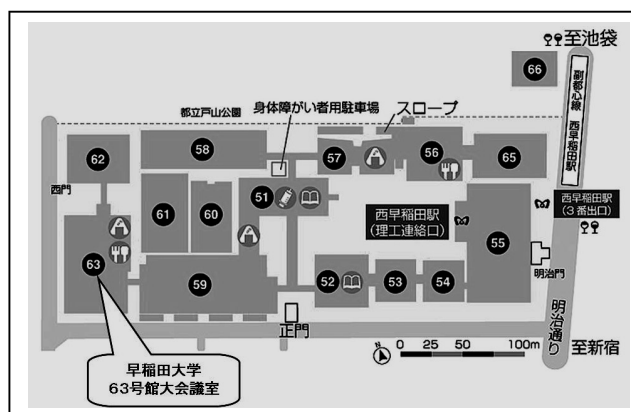 至池袋
66
副都心線 西早稲田駅
都立戸山公園
身体障がい者用駐車場
スロープ
62
58
57
56
65
西門
51
61
60
西早稲田駅
(理工連絡口)
西早稲田駅
(3番出口)
55
明治門
63
59
52
53
54
正門
明治通り
N
0 25 50 100m
至新宿
早稲田大学
63号館大会議室